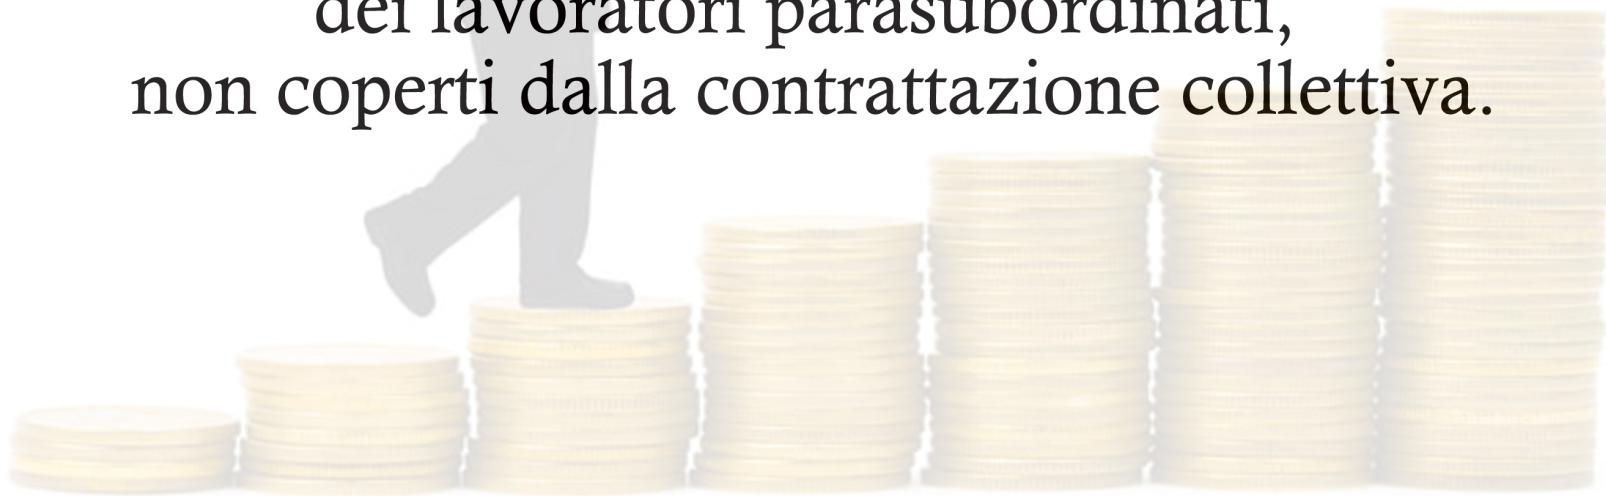 dei lavoratori parasubordinati,
non coperti dalla contrattazione collettiva.